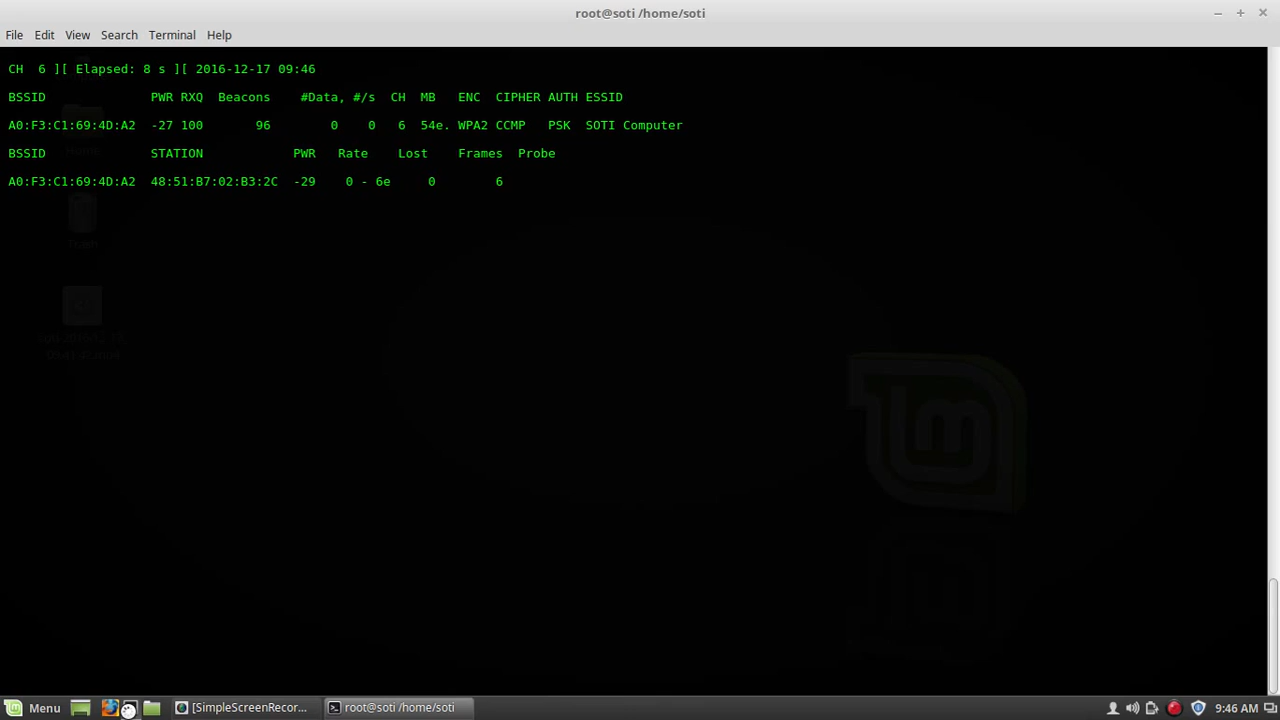 root@soti /home/soti
File Edit View Search Terminal Help
CH 6 ][ Elapsed: 8 s ][ 2016-12-17 09:46
BSSID PWR RXQ Beacons #Data, #/s CH MB ENC CIPHER AUTH ESSID
A0:F3:C1:69:4D:A2 -27 100 96 0 0 6 54e. WPA2 CCMP PSK SOTI Computer
BSSID STATION PWR Rate Lost Frames Probe
A0:F3:C1:69:4D:A2 48:51:B7:02:B3:2C -29 0 - 6e 0 6
Menu [SimpleScreenRecor... root@soti /home/soti 9:46 AM